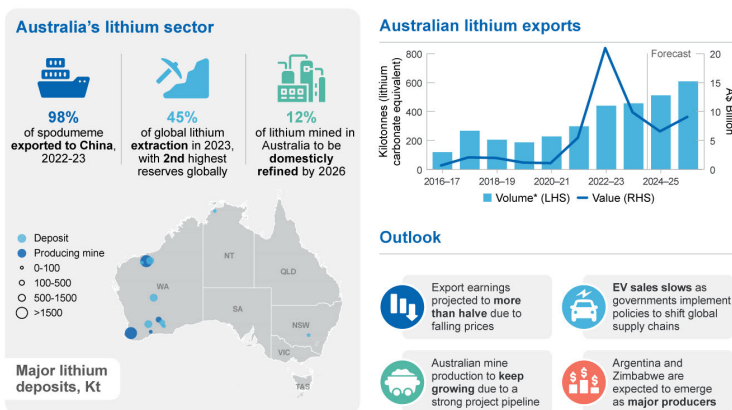 Australia's lithium sector
98%
of spodumeme
exported to China,
2022-23
45%
of global lithium
extraction in 2023,
with 2nd highest
reserves globally
12%
of lithium mined in
Australia to be
domesticly
refined by 2026
Deposit
Producing mine
0-100
100-500
500-1500
>1500
NT
QLD
WA
SA
NSW
VIC
TAS
Major lithium
deposits, Kt
Australian lithium exports
Kilotonnes (lithium
carbonate equivalent)
800
600
400
200
0
Forecast
20
15
10
5
0
A$ Billion
2016–17
2018–19
2020–21
2022–23
2024–25
Volume* (LHS)
Value (RHS)
Outlook
Export earnings
projected to more
than halve due to
falling prices
EV sales slows as
governments implement
policies to shift global
supply chains
Australian mine
production to keep
growing due to a
strong project pipeline
$ $ $
Argentina and
Zimbabwe are
expected to emerge
as major producers